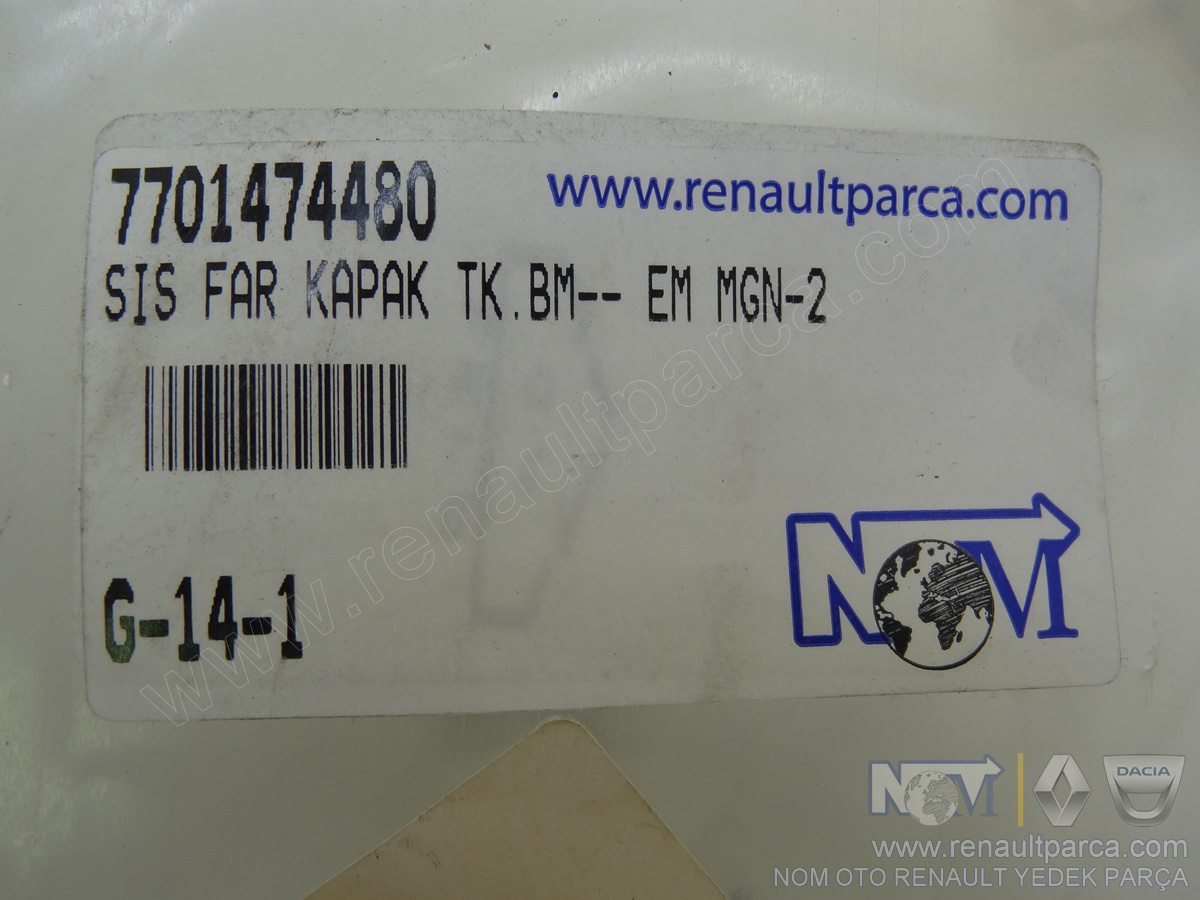 7701474480
www.renaultparca.com
SIS FAR KAPAK TK.BM-- EM MGN-2
G-14-1
NOM
www.renaultparca.com
NOM
DACIA
www.renaultparca.com
NOM OTO RENAULT YEDEK PARÇA